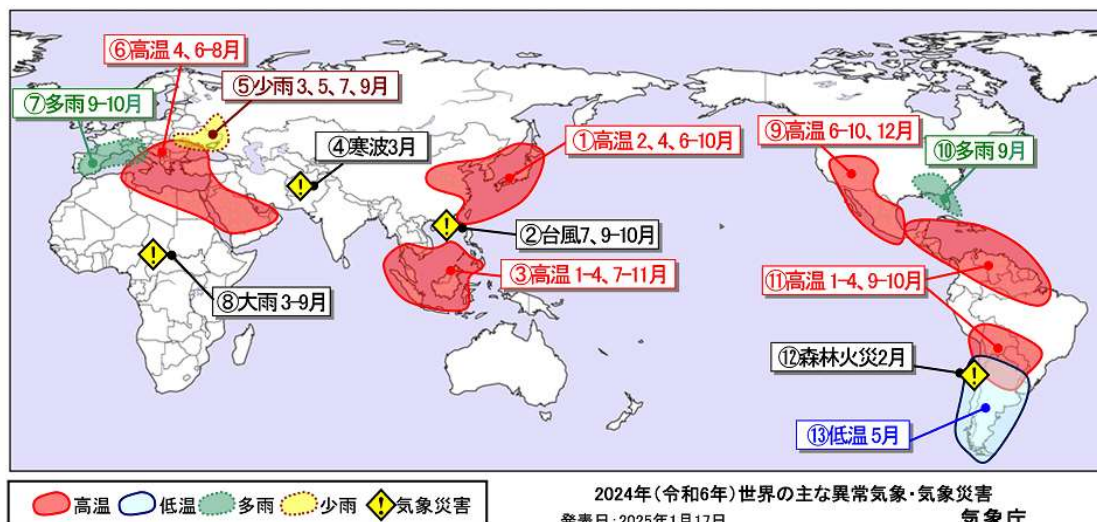 ⑥高温 4、6-8月
⑤少雨 3、5、7、9月
⑦多雨 9-10月
④寒波3月
①高温 2、4、6-10月
⑨高温 6-10、12月
⑩多雨 9月
②台風7、9-10月
③高温 1-4、7-11月
⑪高温 1-4、9-10月
⑧大雨 3-9月
⑫森林火災2月
⑬低温 5月
高温 低温 多雨 少雨 気象災害
2024年(令和6年)世界の主な異常気象・気象災害
発表日:2025年1月17日
気象庁